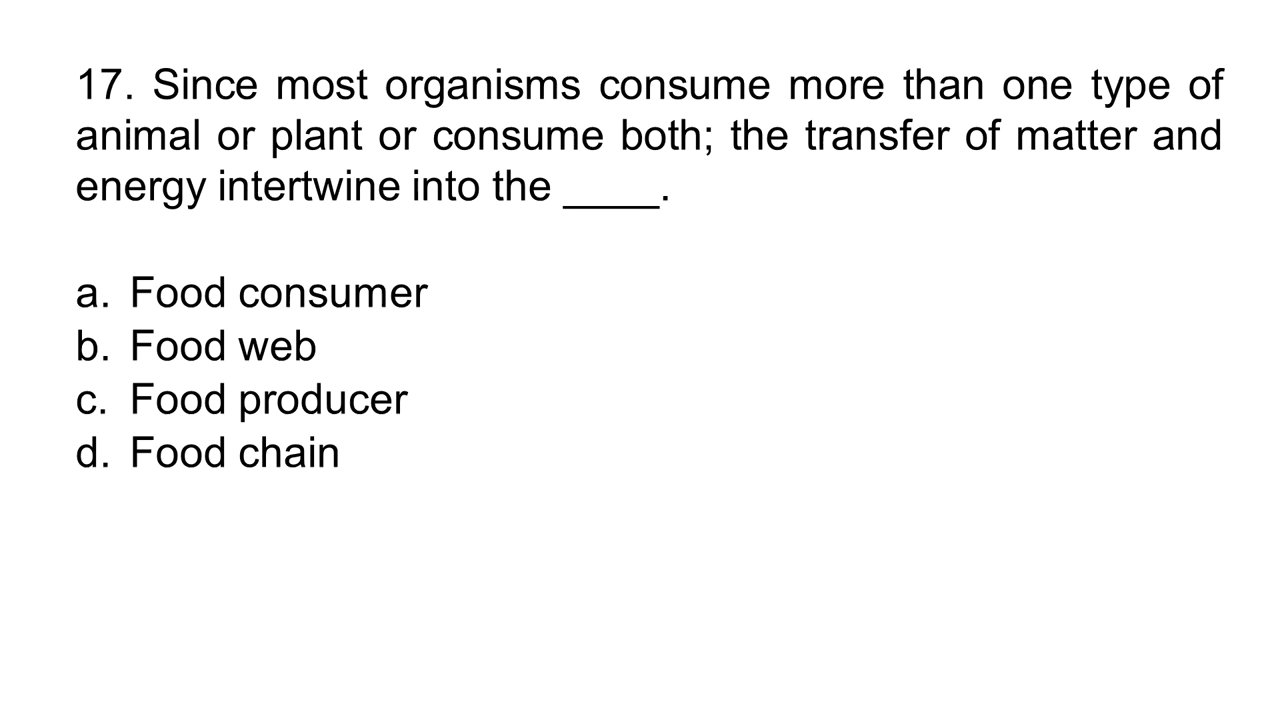 17. Since most organisms consume more than one type of
animal or plant or consume both; the transfer of matter and
energy intertwine into the ____.
a. Food consumer
b. Food web
c. Food producer
d. Food chain